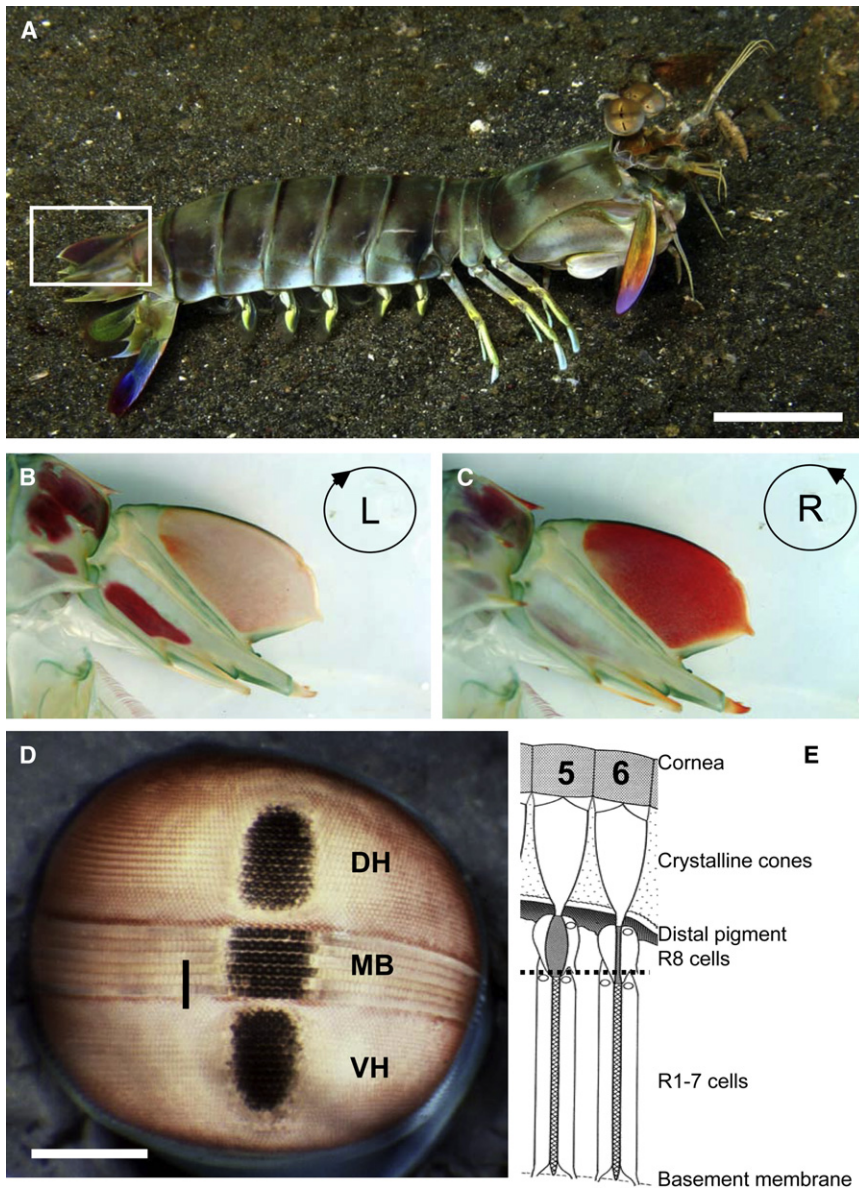 A
B
L
C
R
D
DH
MB
VH
E
5 6
Cornea
Crystalline cones
Distal pigment
R8 cells
R1-7 cells
Basement membrane